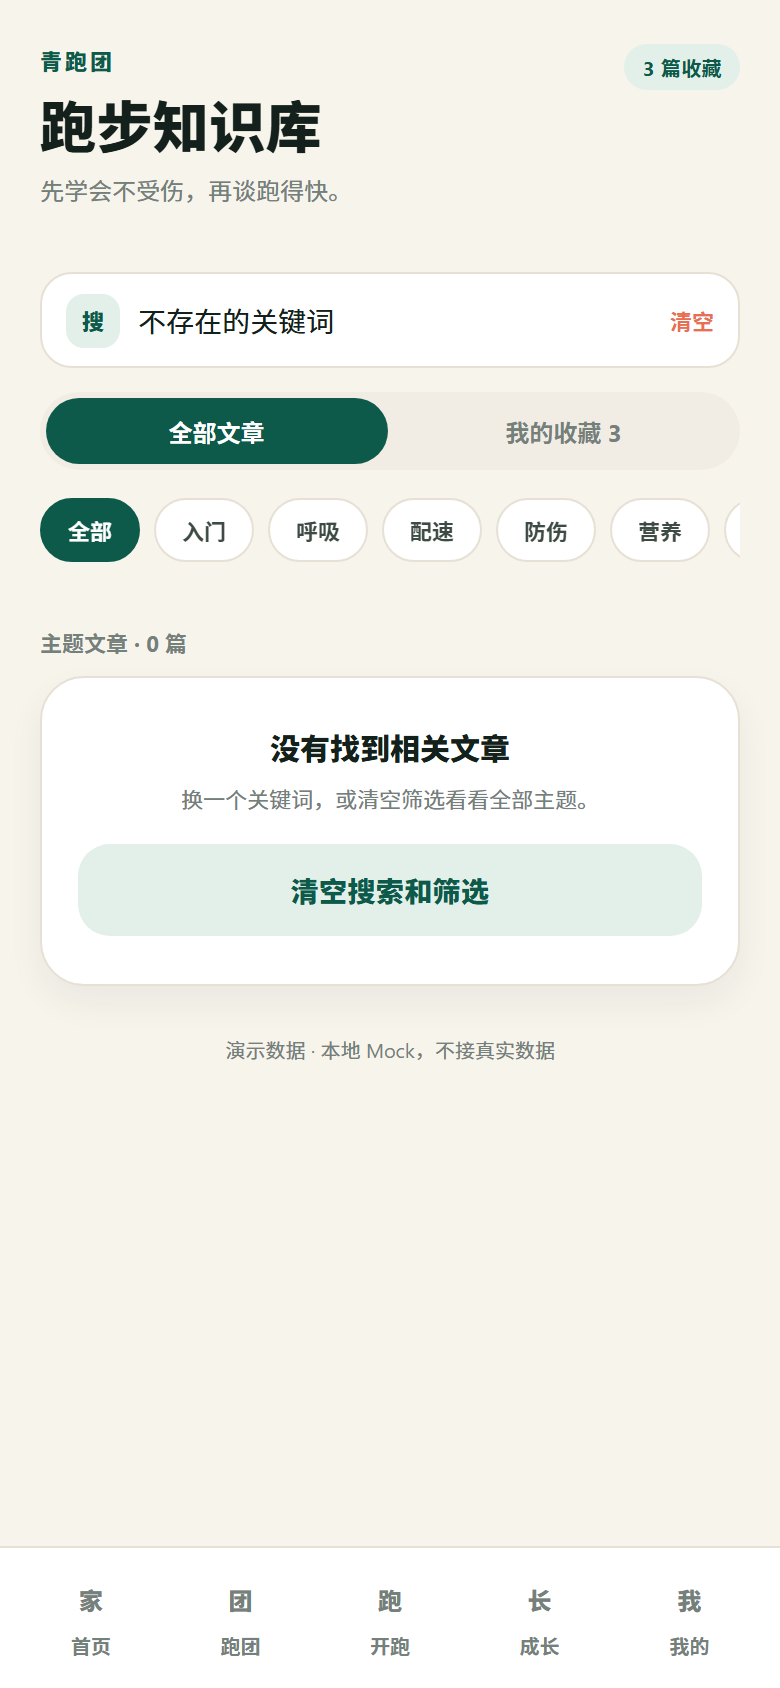 青跑团
3 篇收藏
跑步知识库
先学会不受伤，再谈跑得快。
搜 不存在的关键词 清空
全部文章 我的收藏 3
全部 入门 呼吸 配速 防伤 营养
主题文章 · 0 篇
没有找到相关文章
换一个关键词，或清空筛选看看全部主题。
清空搜索和筛选
演示数据 · 本地 Mock，不接真实数据
家 团 跑 长 我
首页 跑团 开跑 成长 我的